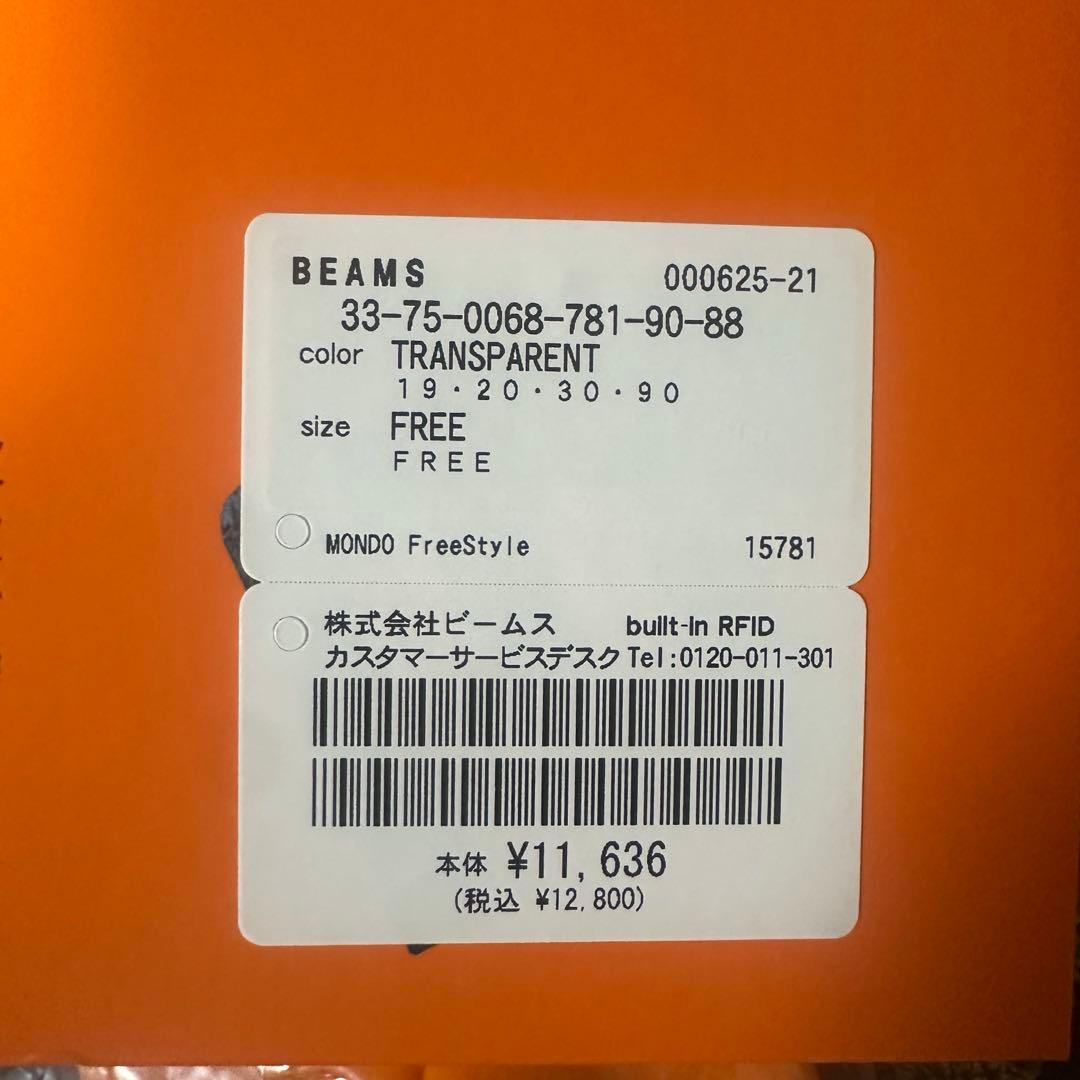 BEAMS 000625-21
33-75-0068-781-90-88
color TRANSPARENT
19・20・30・90
size FREE
FREE
MONDO FreeStyle 15781
株式会社ビームス built-in RFID
カスタマーサービスデスク Tel:0120-011-301
本体 ¥11,636
(税込 ¥12,800)